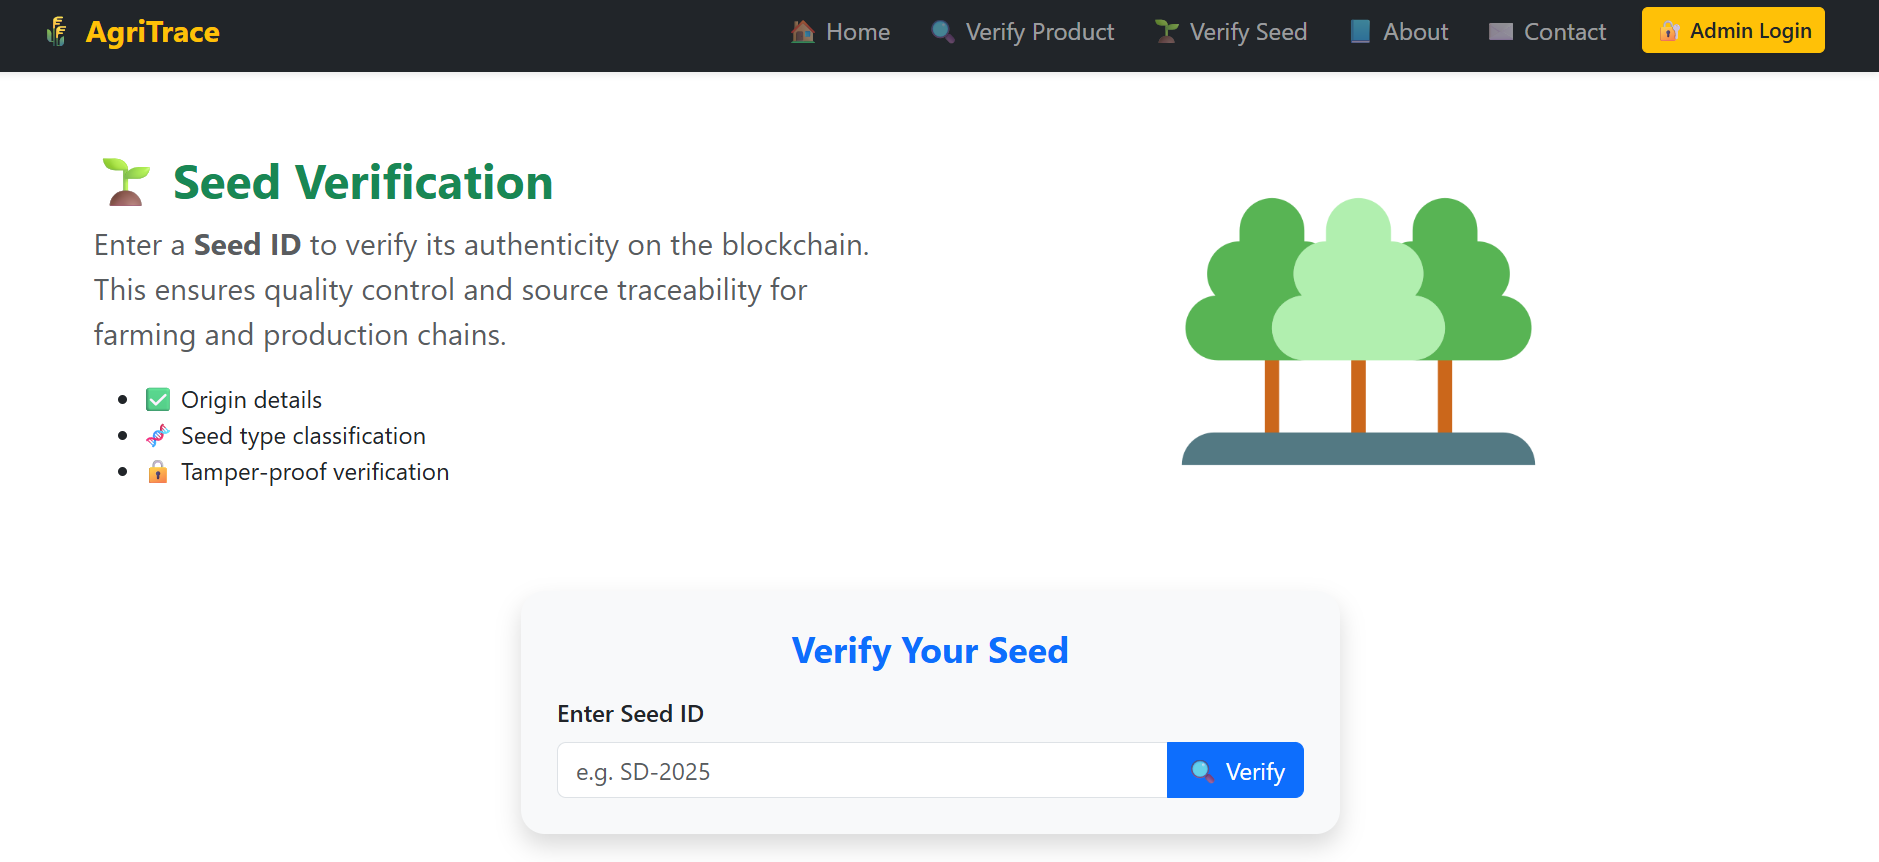 AgriTrace
Home
Verify Product
Verify Seed
About
Contact
Admin Login
Seed Verification
Enter a Seed ID to verify its authenticity on the blockchain.
This ensures quality control and source traceability for
farming and production chains.
Origin details
Seed type classification
Tamper-proof verification
Verify Your Seed
Enter Seed ID
e.g. SD-2025
Verify